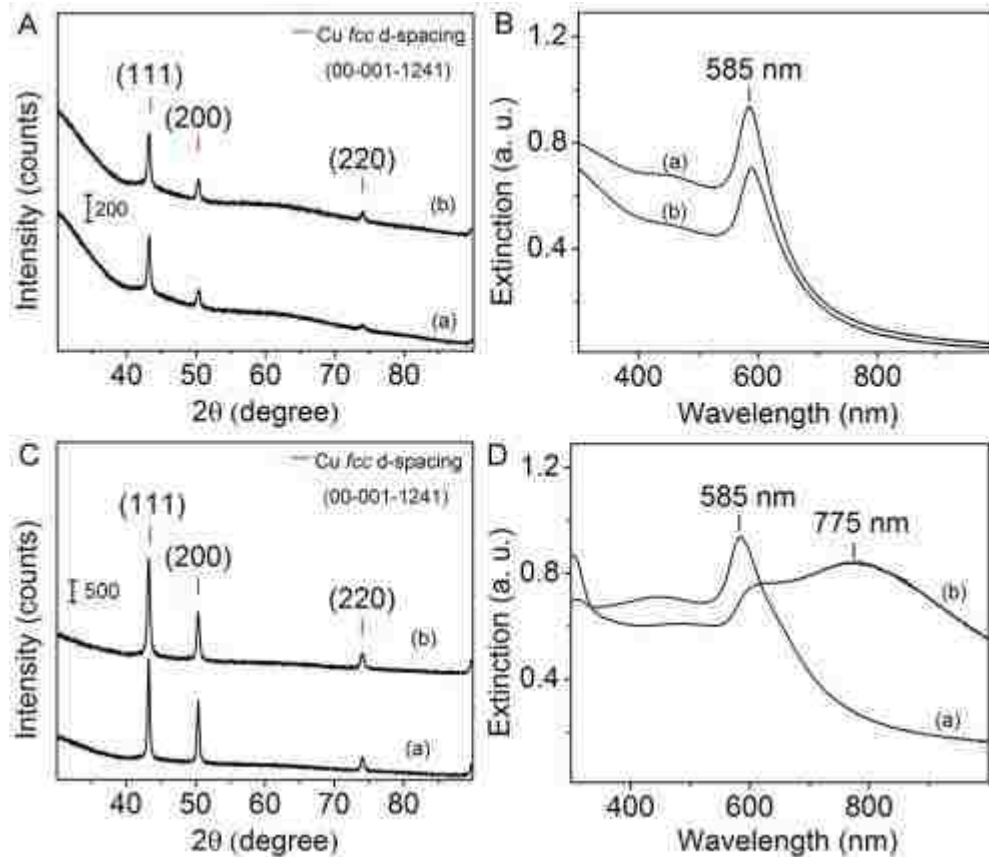 A
Cu fcc d-spacing
(00-001-1241)
(111)
(200)
(220)
200
(b)
(a)
Intensity (counts)
40 50 60 70 80
2θ (degree)
B
585 nm
1.2
0.8
0.4
(a)
(b)
Extinction (a. u.)
400 600 800
Wavelength (nm)
C
Cu fcc d-spacing
(00-001-1241)
(111)
(200)
(220)
500
(b)
(a)
Intensity (counts)
40 50 60 70 80
2θ (degree)
D
585 nm
775 nm
1.2
0.8
0.4
(b)
(a)
Extinction (a. u.)
400 600 800
Wavelength (nm)